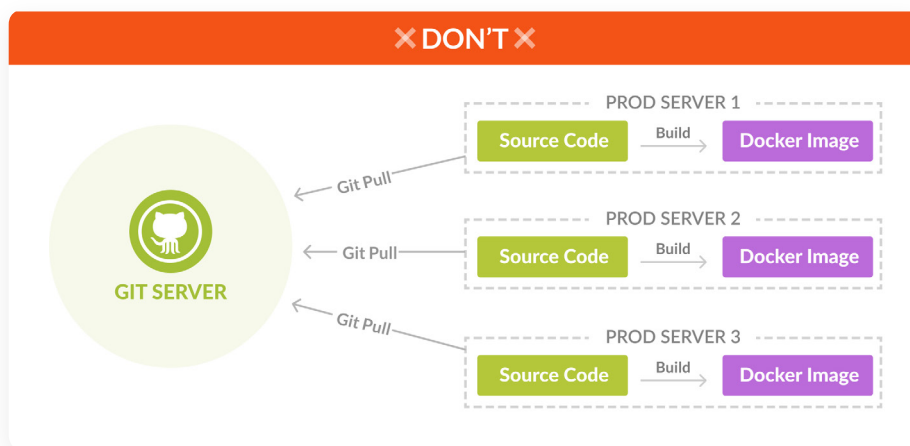 DON'T
PROD SERVER 1
Source Code
Build
Docker Image
Git Pull
PROD SERVER 2
Source Code
Build
Docker Image
Git Pull
GIT SERVER
PROD SERVER 3
Source Code
Build
Docker Image
Git Pull